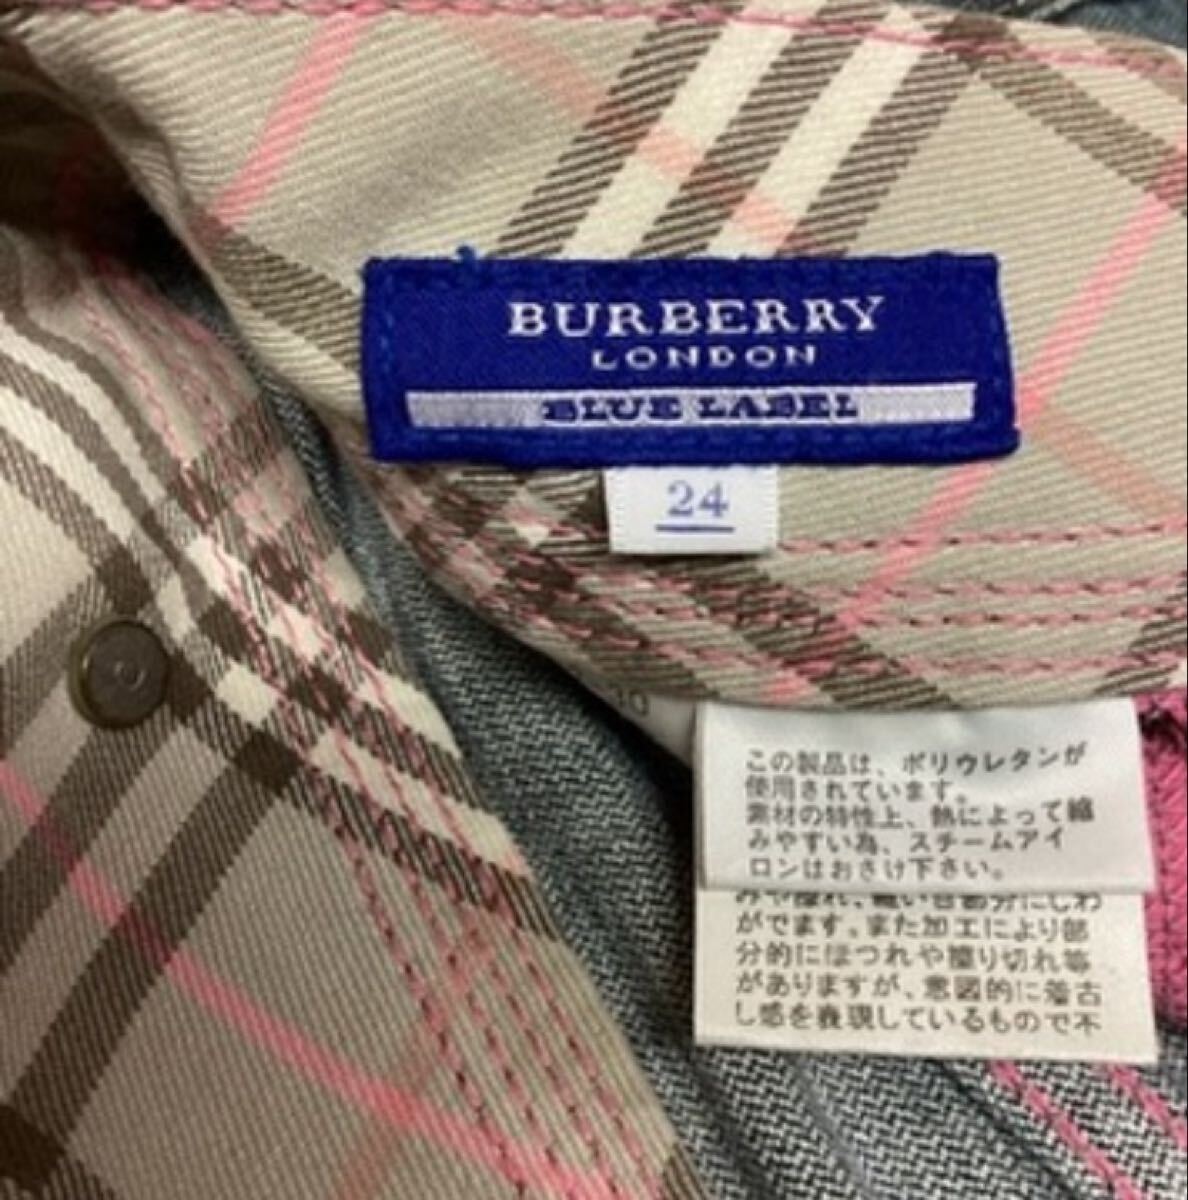 BURBERRY
LONDON
BLUE LABEL
24
この製品は、ポリウレタンが
使用されています。
素材の特性上、熱によって縮
みやすい為、スチームアイ
ロンはおさけ下さい。
がでます。また加工により部
分的にほつれや擦り切れ等
がありますが、意図的に着古
し感を表現しているもので不